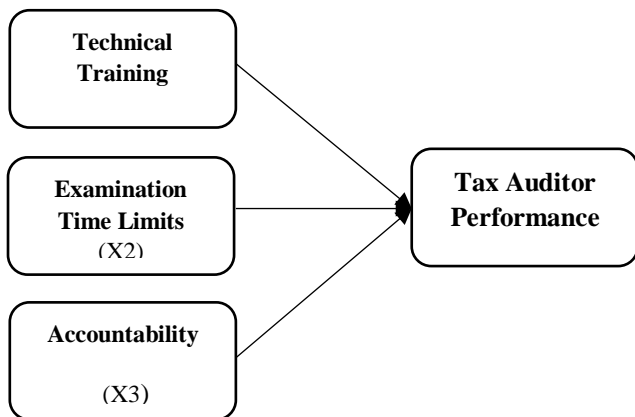 Technical
Training
Examination
Time Limits
(X2)
Accountability
(X3)
Tax Auditor
Performance